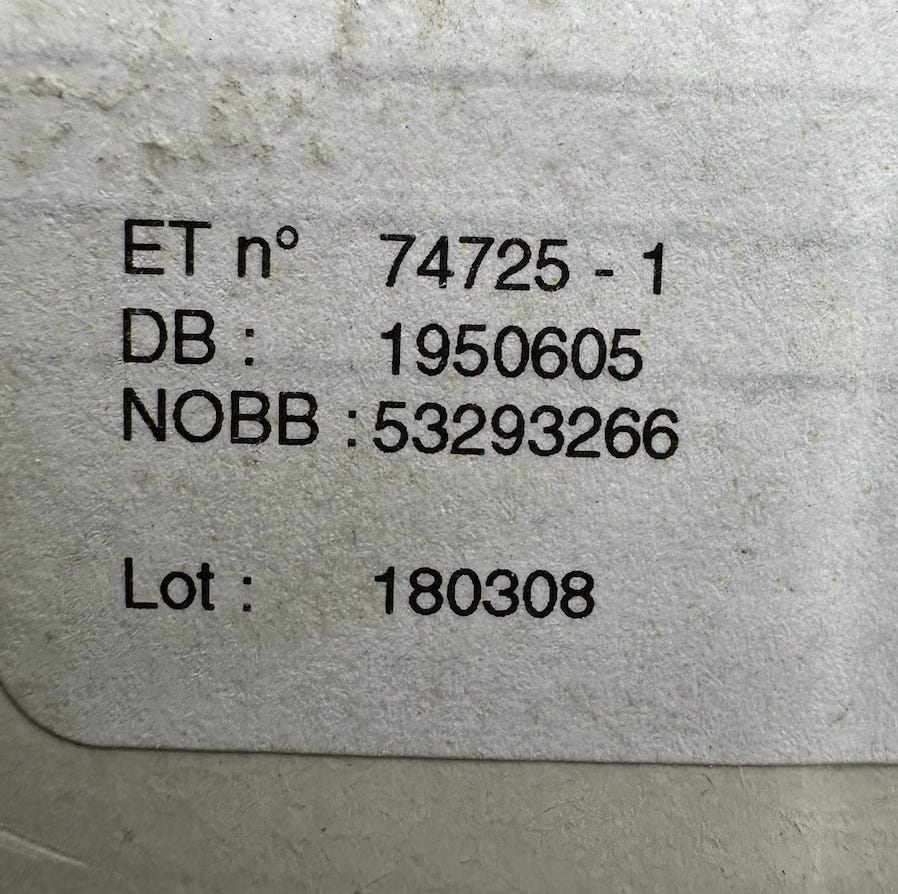 ET n° 74725 - 1
DB : 1950605
NOBB : 53293266
Lot : 180308